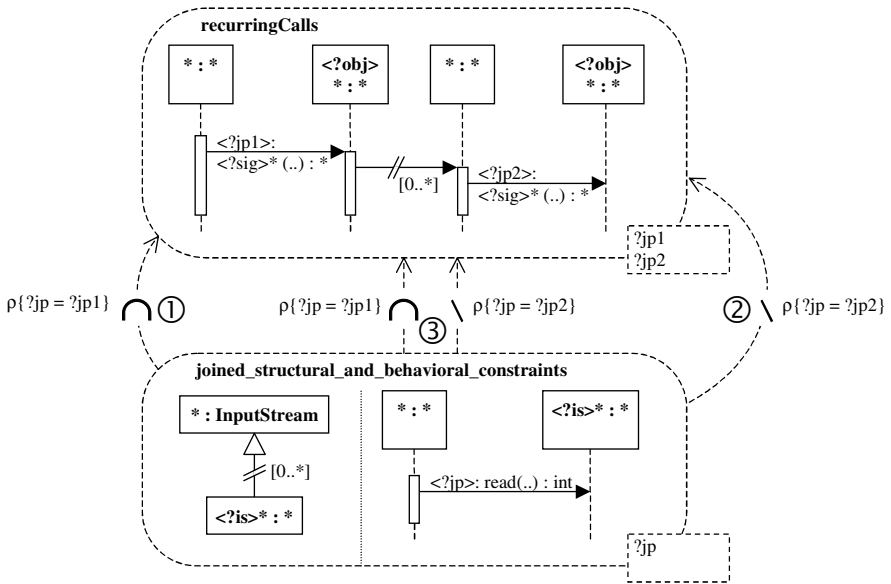 recurringCalls
* : *
<?obj>
* : *
* : *
<?obj>
* : *
<?jp1>:
<?sig>* (..) : *
[0..*]
<?jp2>:
<?sig>* (..) : *
?jp1
?jp2
ρ{?jp = ?jp1} ∩ ①
ρ{?jp = ?jp1} ∩ ③ \ ρ{?jp = ?jp2}
② \ ρ{?jp = ?jp2}
joined_structural_and_behavioral_constraints
* : InputStream
[0..*]
<?is>* : *
* : *
<?is>* : *
<?jp>: read(..) : int
?jp